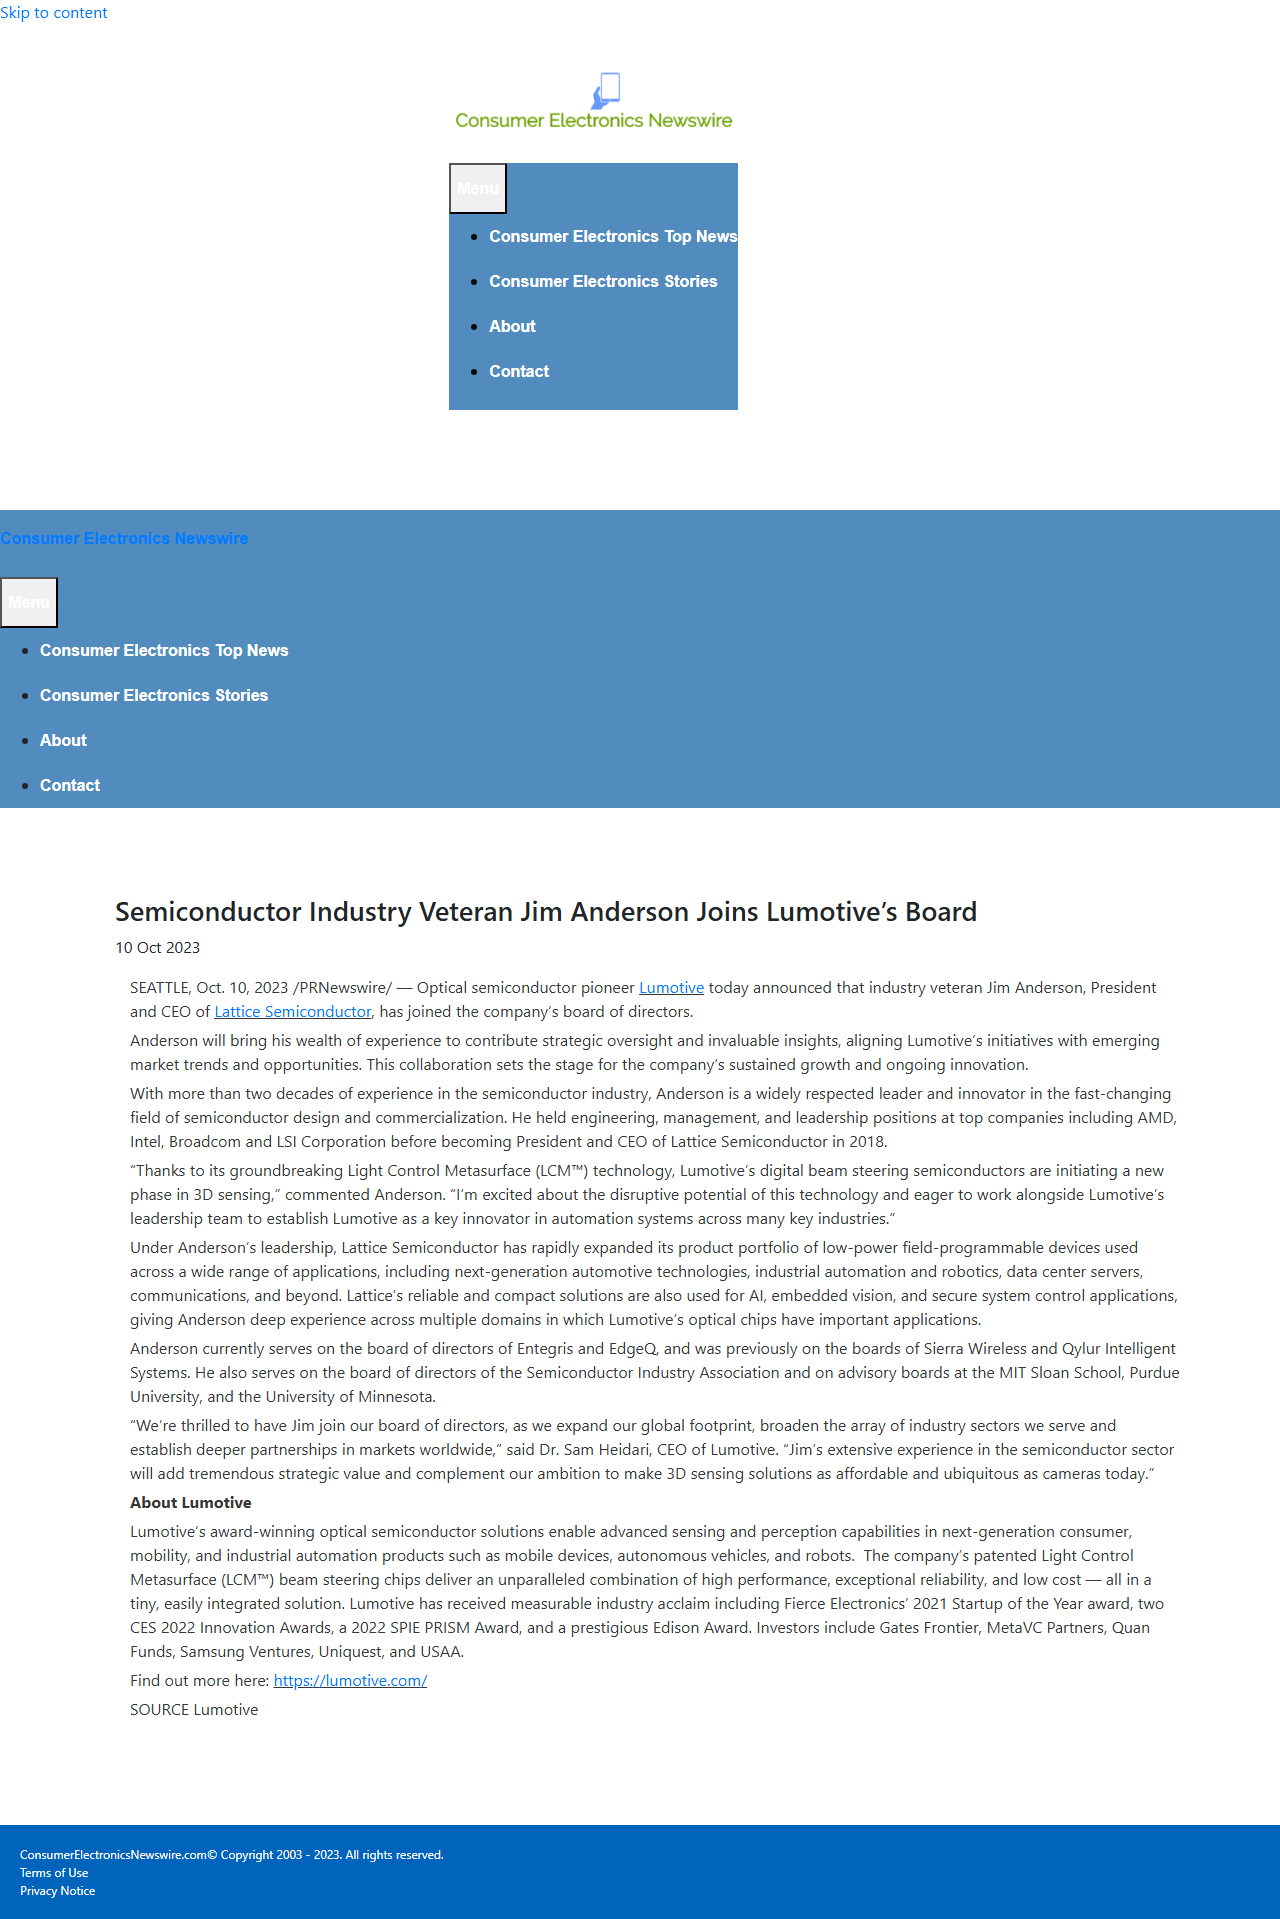 Skip to content
Consumer Electronics Newswire
Menu
Consumer Electronics Top News
Consumer Electronics Stories
About
Contact
Consumer Electronics Newswire
Menu
Consumer Electronics Top News
Consumer Electronics Stories
About
Contact
Semiconductor Industry Veteran Jim Anderson Joins Lumotive’s Board
10 Oct 2023
SEATTLE, Oct. 10, 2023 /PRNewswire/ — Optical semiconductor pioneer Lumotive today announced that industry veteran Jim Anderson, President
and CEO of Lattice Semiconductor, has joined the company’s board of directors.
Anderson will bring his wealth of experience to contribute strategic oversight and invaluable insights, aligning Lumotive’s initiatives with emerging
market trends and opportunities. This collaboration sets the stage for the company’s sustained growth and ongoing innovation.
With more than two decades of experience in the semiconductor industry, Anderson is a widely respected leader and innovator in the fast-changing
field of semiconductor design and commercialization. He held engineering, management, and leadership positions at top companies including AMD,
Intel, Broadcom and LSI Corporation before becoming President and CEO of Lattice Semiconductor in 2018.
“Thanks to its groundbreaking Light Control Metasurface (LCM™) technology, Lumotive’s digital beam steering semiconductors are initiating a new
phase in 3D sensing,” commented Anderson. “I’m excited about the disruptive potential of this technology and eager to work alongside Lumotive’s
leadership team to establish Lumotive as a key innovator in automation systems across many key industries.”
Under Anderson’s leadership, Lattice Semiconductor has rapidly expanded its product portfolio of low-power field-programmable devices used
across a wide range of applications, including next-generation automotive technologies, industrial automation and robotics, data center servers,
communications, and beyond. Lattice’s reliable and compact solutions are also used for AI, embedded vision, and secure system control applications,
giving Anderson deep experience across multiple domains in which Lumotive’s optical chips have important applications.
Anderson currently serves on the board of directors of Entegris and EdgeQ, and was previously on the boards of Sierra Wireless and Qylur Intelligent
Systems. He also serves on the board of directors of the Semiconductor Industry Association and on advisory boards at the MIT Sloan School, Purdue
University, and the University of Minnesota.
“We’re thrilled to have Jim join our board of directors, as we expand our global footprint, broaden the array of industry sectors we serve and
establish deeper partnerships in markets worldwide,” said Dr. Sam Heidari, CEO of Lumotive. “Jim’s extensive experience in the semiconductor sector
will add tremendous strategic value and complement our ambition to make 3D sensing solutions as affordable and ubiquitous as cameras today.”
About Lumotive
Lumotive’s award-winning optical semiconductor solutions enable advanced sensing and perception capabilities in next-generation consumer,
mobility, and industrial automation products such as mobile devices, autonomous vehicles, and robots.  The company’s patented Light Control
Metasurface (LCM™) beam steering chips deliver an unparalleled combination of high performance, exceptional reliability, and low cost — all in a
tiny, easily integrated solution. Lumotive has received measurable industry acclaim including Fierce Electronics’ 2021 Startup of the Year award, two
CES 2022 Innovation Awards, a 2022 SPIE PRISM Award, and a prestigious Edison Award. Investors include Gates Frontier, MetaVC Partners, Quan
Funds, Samsung Ventures, Uniquest, and USAA.
Find out more here: https://lumotive.com/
SOURCE Lumotive
ConsumerElectronicsNewswire.com© Copyright 2003 - 2023. All rights reserved.
Terms of Use
Privacy Notice